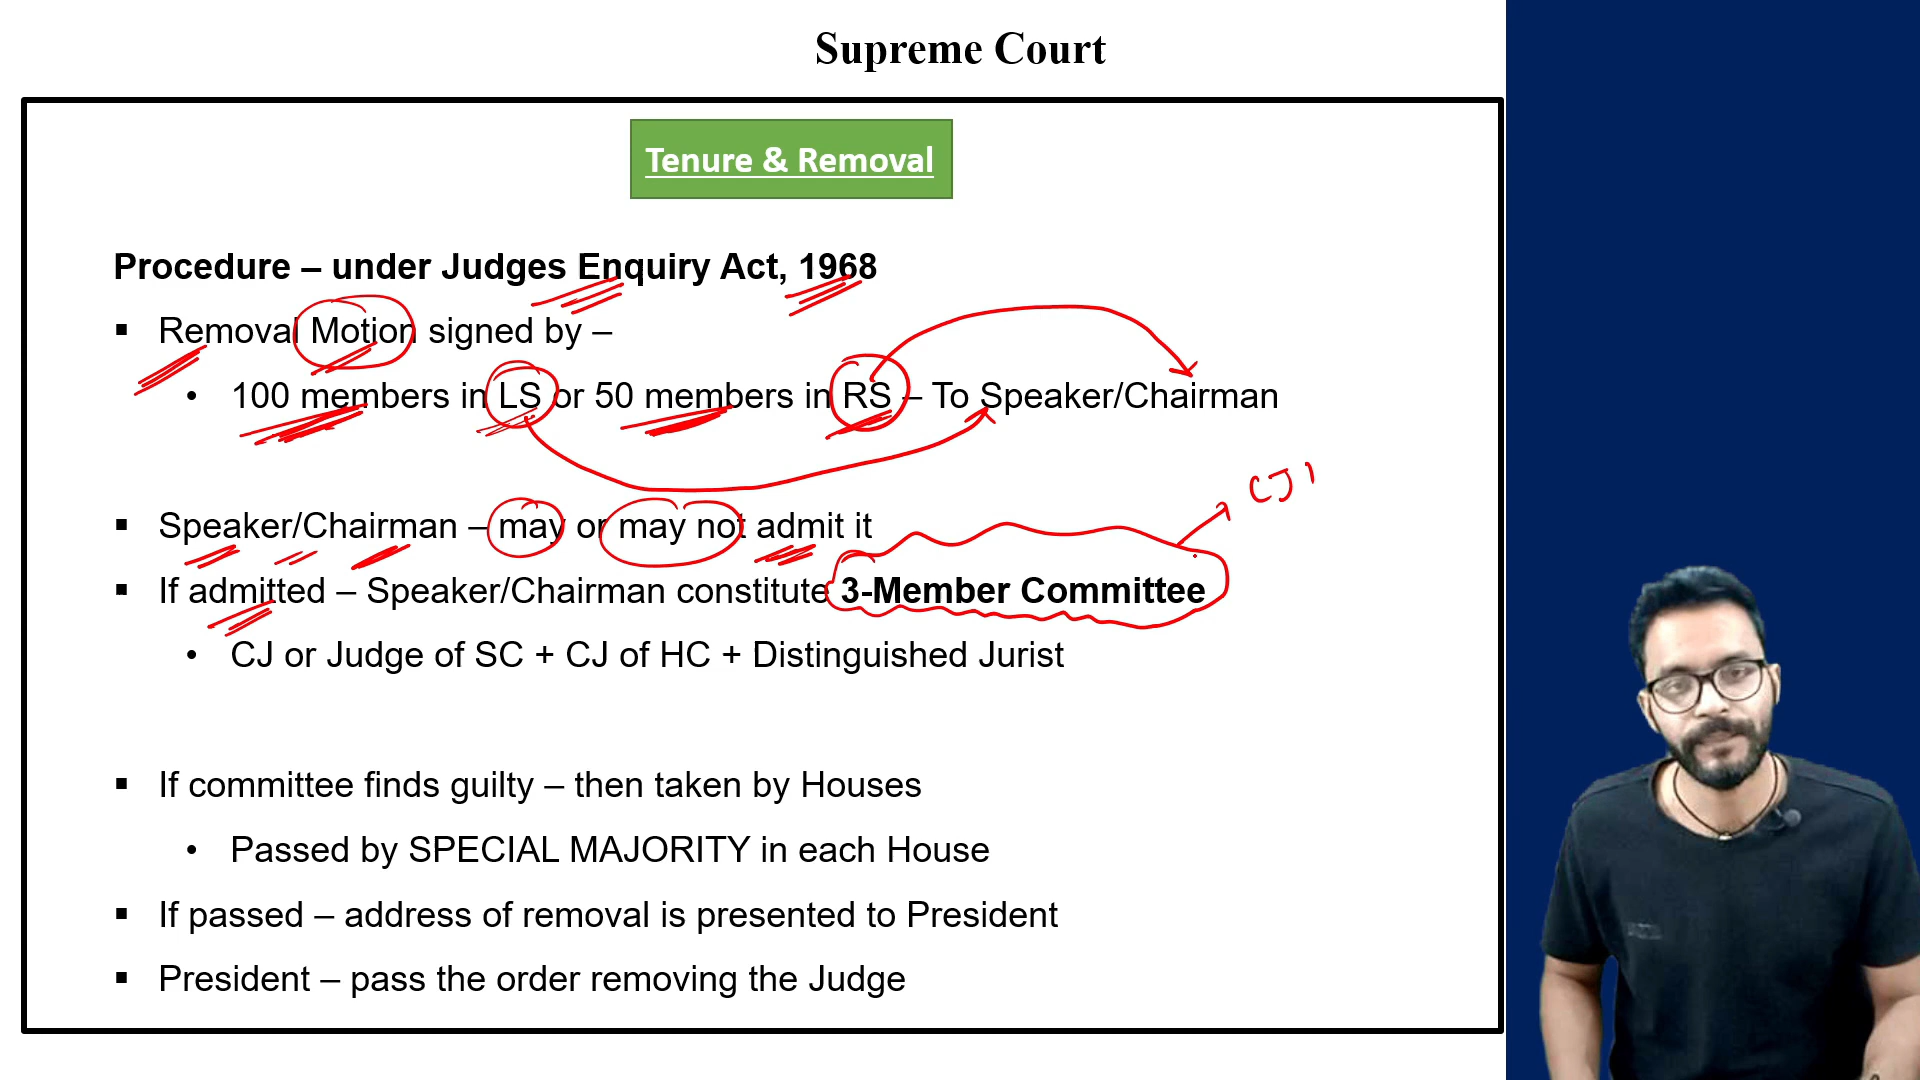 Supreme Court
Tenure & Removal
Procedure – under Judges Enquiry Act, 1968
▪ Removal Motion signed by –
• 100 members in LS or 50 members in RS – To Speaker/Chairman
CJI
▪ Speaker/Chairman – may or may not admit it
▪ If admitted – Speaker/Chairman constitute 3-Member Committee
• CJ or Judge of SC + CJ of HC + Distinguished Jurist
▪ If committee finds guilty – then taken by Houses
• Passed by SPECIAL MAJORITY in each House
▪ If passed – address of removal is presented to President
▪ President – pass the order removing the Judge